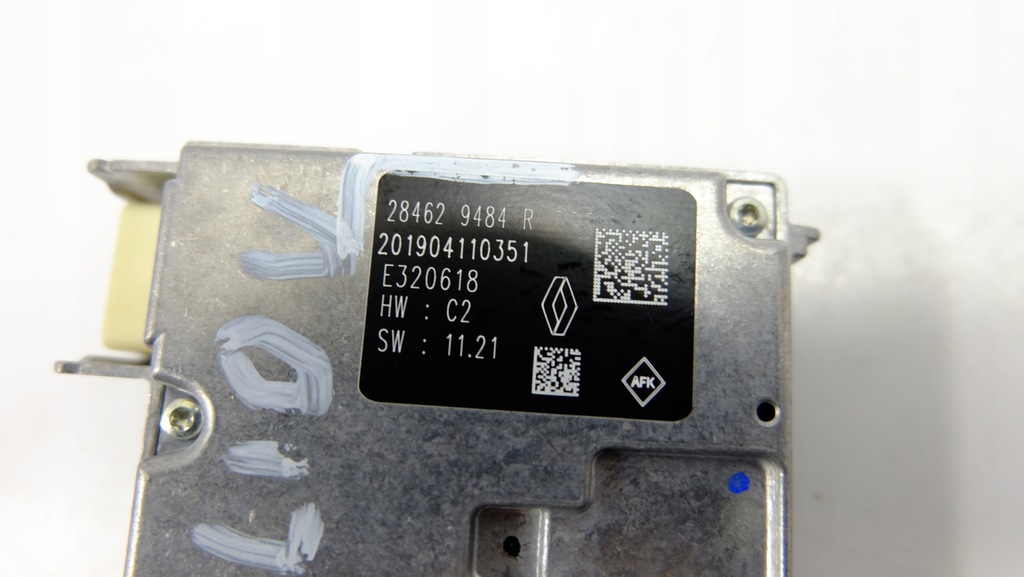 28462 9484 R
201904110351
E320618
HW : C2
SW : 11.21
AFK